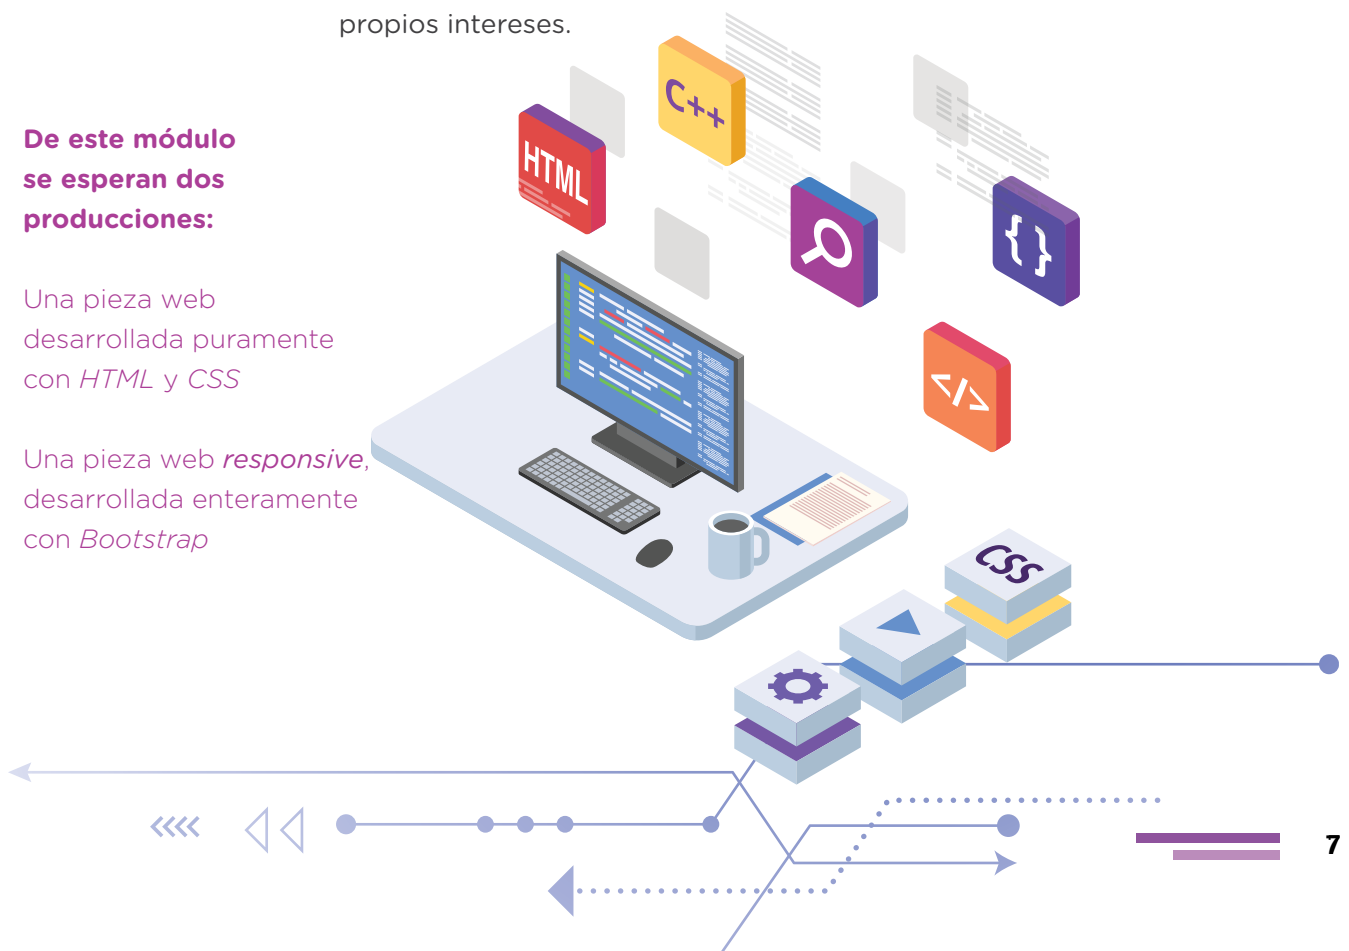 propios intereses.
De este módulo
se esperan dos
producciones:
Una pieza web
desarrollada puramente
con HTML y CSS
Una pieza web responsive,
desarrollada enteramente
con Bootstrap
C++
HTML
{}
</>
CSS
7